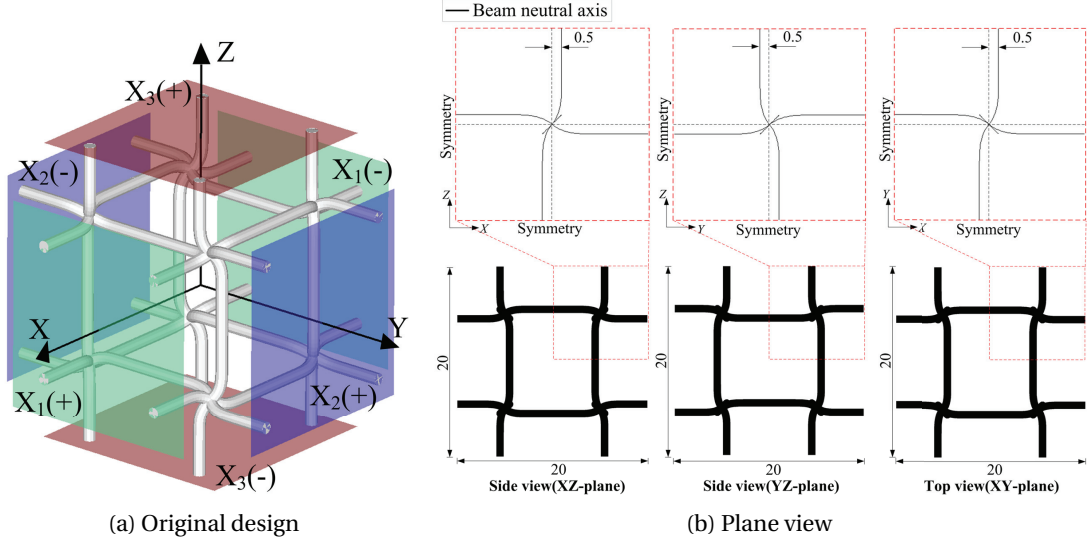 Z
X₃(+)
X₂(-)
X₁(-)
X
Y
X₁(+)
X₂(+)
X₃(-)
(a) Original design
Beam neutral axis
0.5
0.5
0.5
Symmetry
Symmetry
Symmetry
Z
X
Z
Y
Y
X
Symmetry
Symmetry
Symmetry
20
20
20
20
20
20
Side view(XZ-plane)
Side view(YZ-plane)
Top view(XY-plane)
(b) Plane view